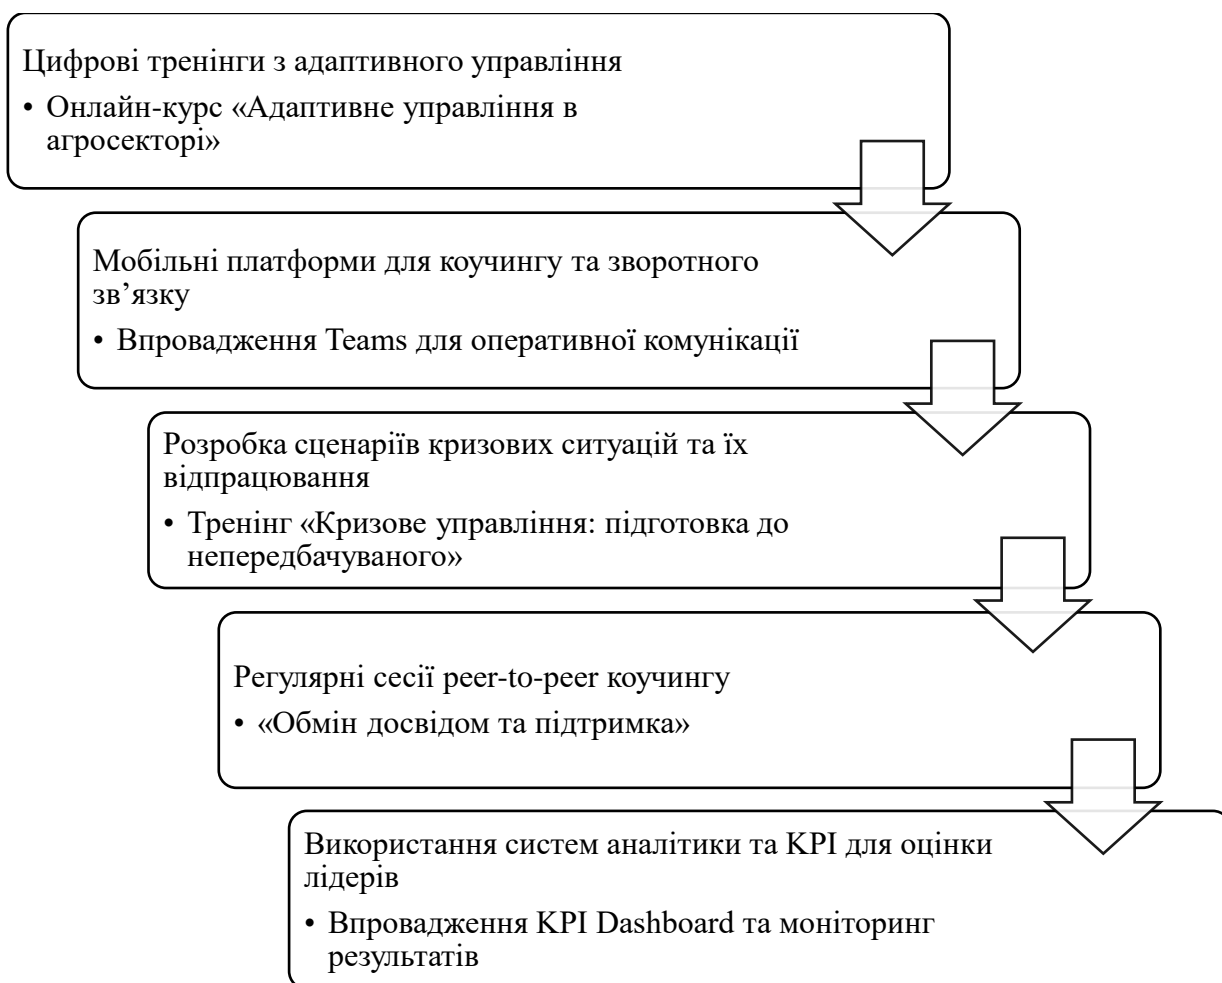 Цифрові тренінги з адаптивного управління
• Онлайн-курс «Адаптивне управління в
агросекторі»
Мобільні платформи для коучингу та зворотного
зв’язку
• Впровадження Teams для оперативної комунікації
Розробка сценаріїв кризових ситуацій та їх
відпрацювання
• Тренінг «Кризове управління: підготовка до
непередбачуваного»
Регулярні сесії peer-to-peer коучингу
• «Обмін досвідом та підтримка»
Використання систем аналітики та KPI для оцінки
лідерів
• Впровадження KPI Dashboard та моніторинг
результатів